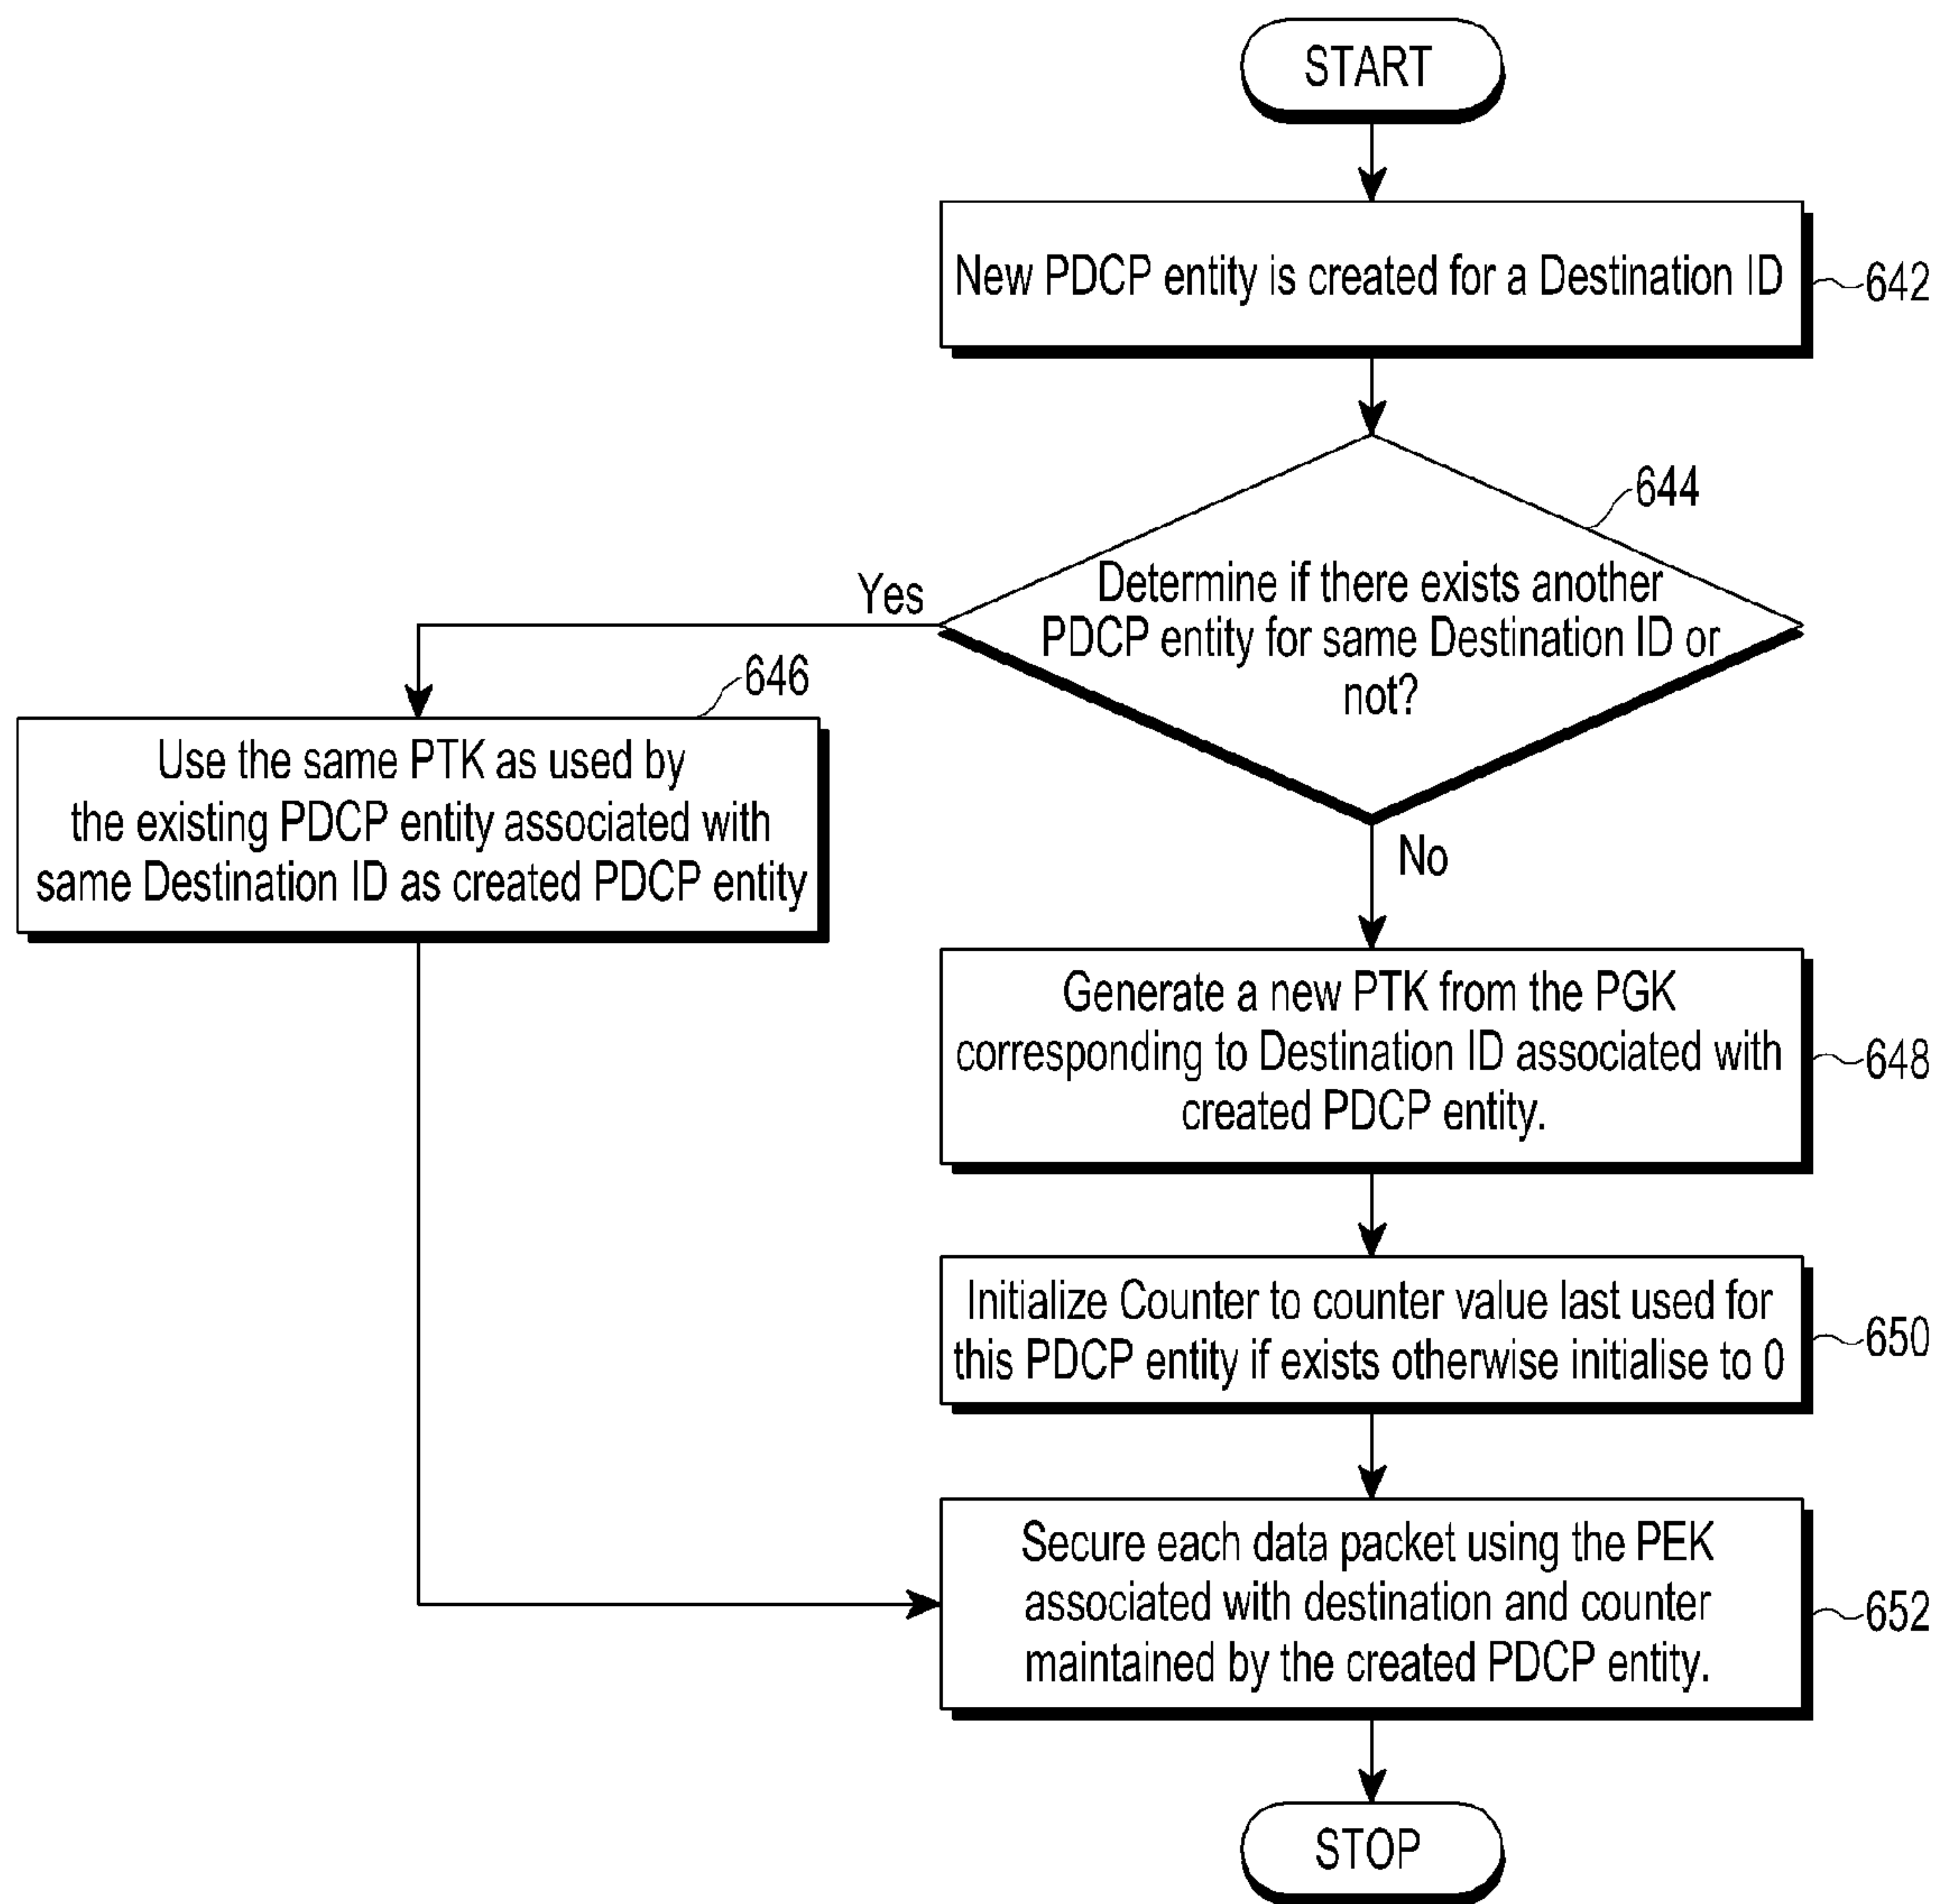 START
New PDCP entity is created for a Destination ID
642
644
Determine if there exists another
PDCP entity for same Destination ID or
not?
Yes
646
Use the same PTK as used by
the existing PDCP entity associated with
same Destination ID as created PDCP entity
No
Generate a new PTK from the PGK
corresponding to Destination ID associated with
created PDCP entity.
648
Initialize Counter to counter value last used for
this PDCP entity if exists otherwise initialise to 0
650
Secure each data packet using the PEK
associated with destination and counter
maintained by the created PDCP entity.
652
STOP